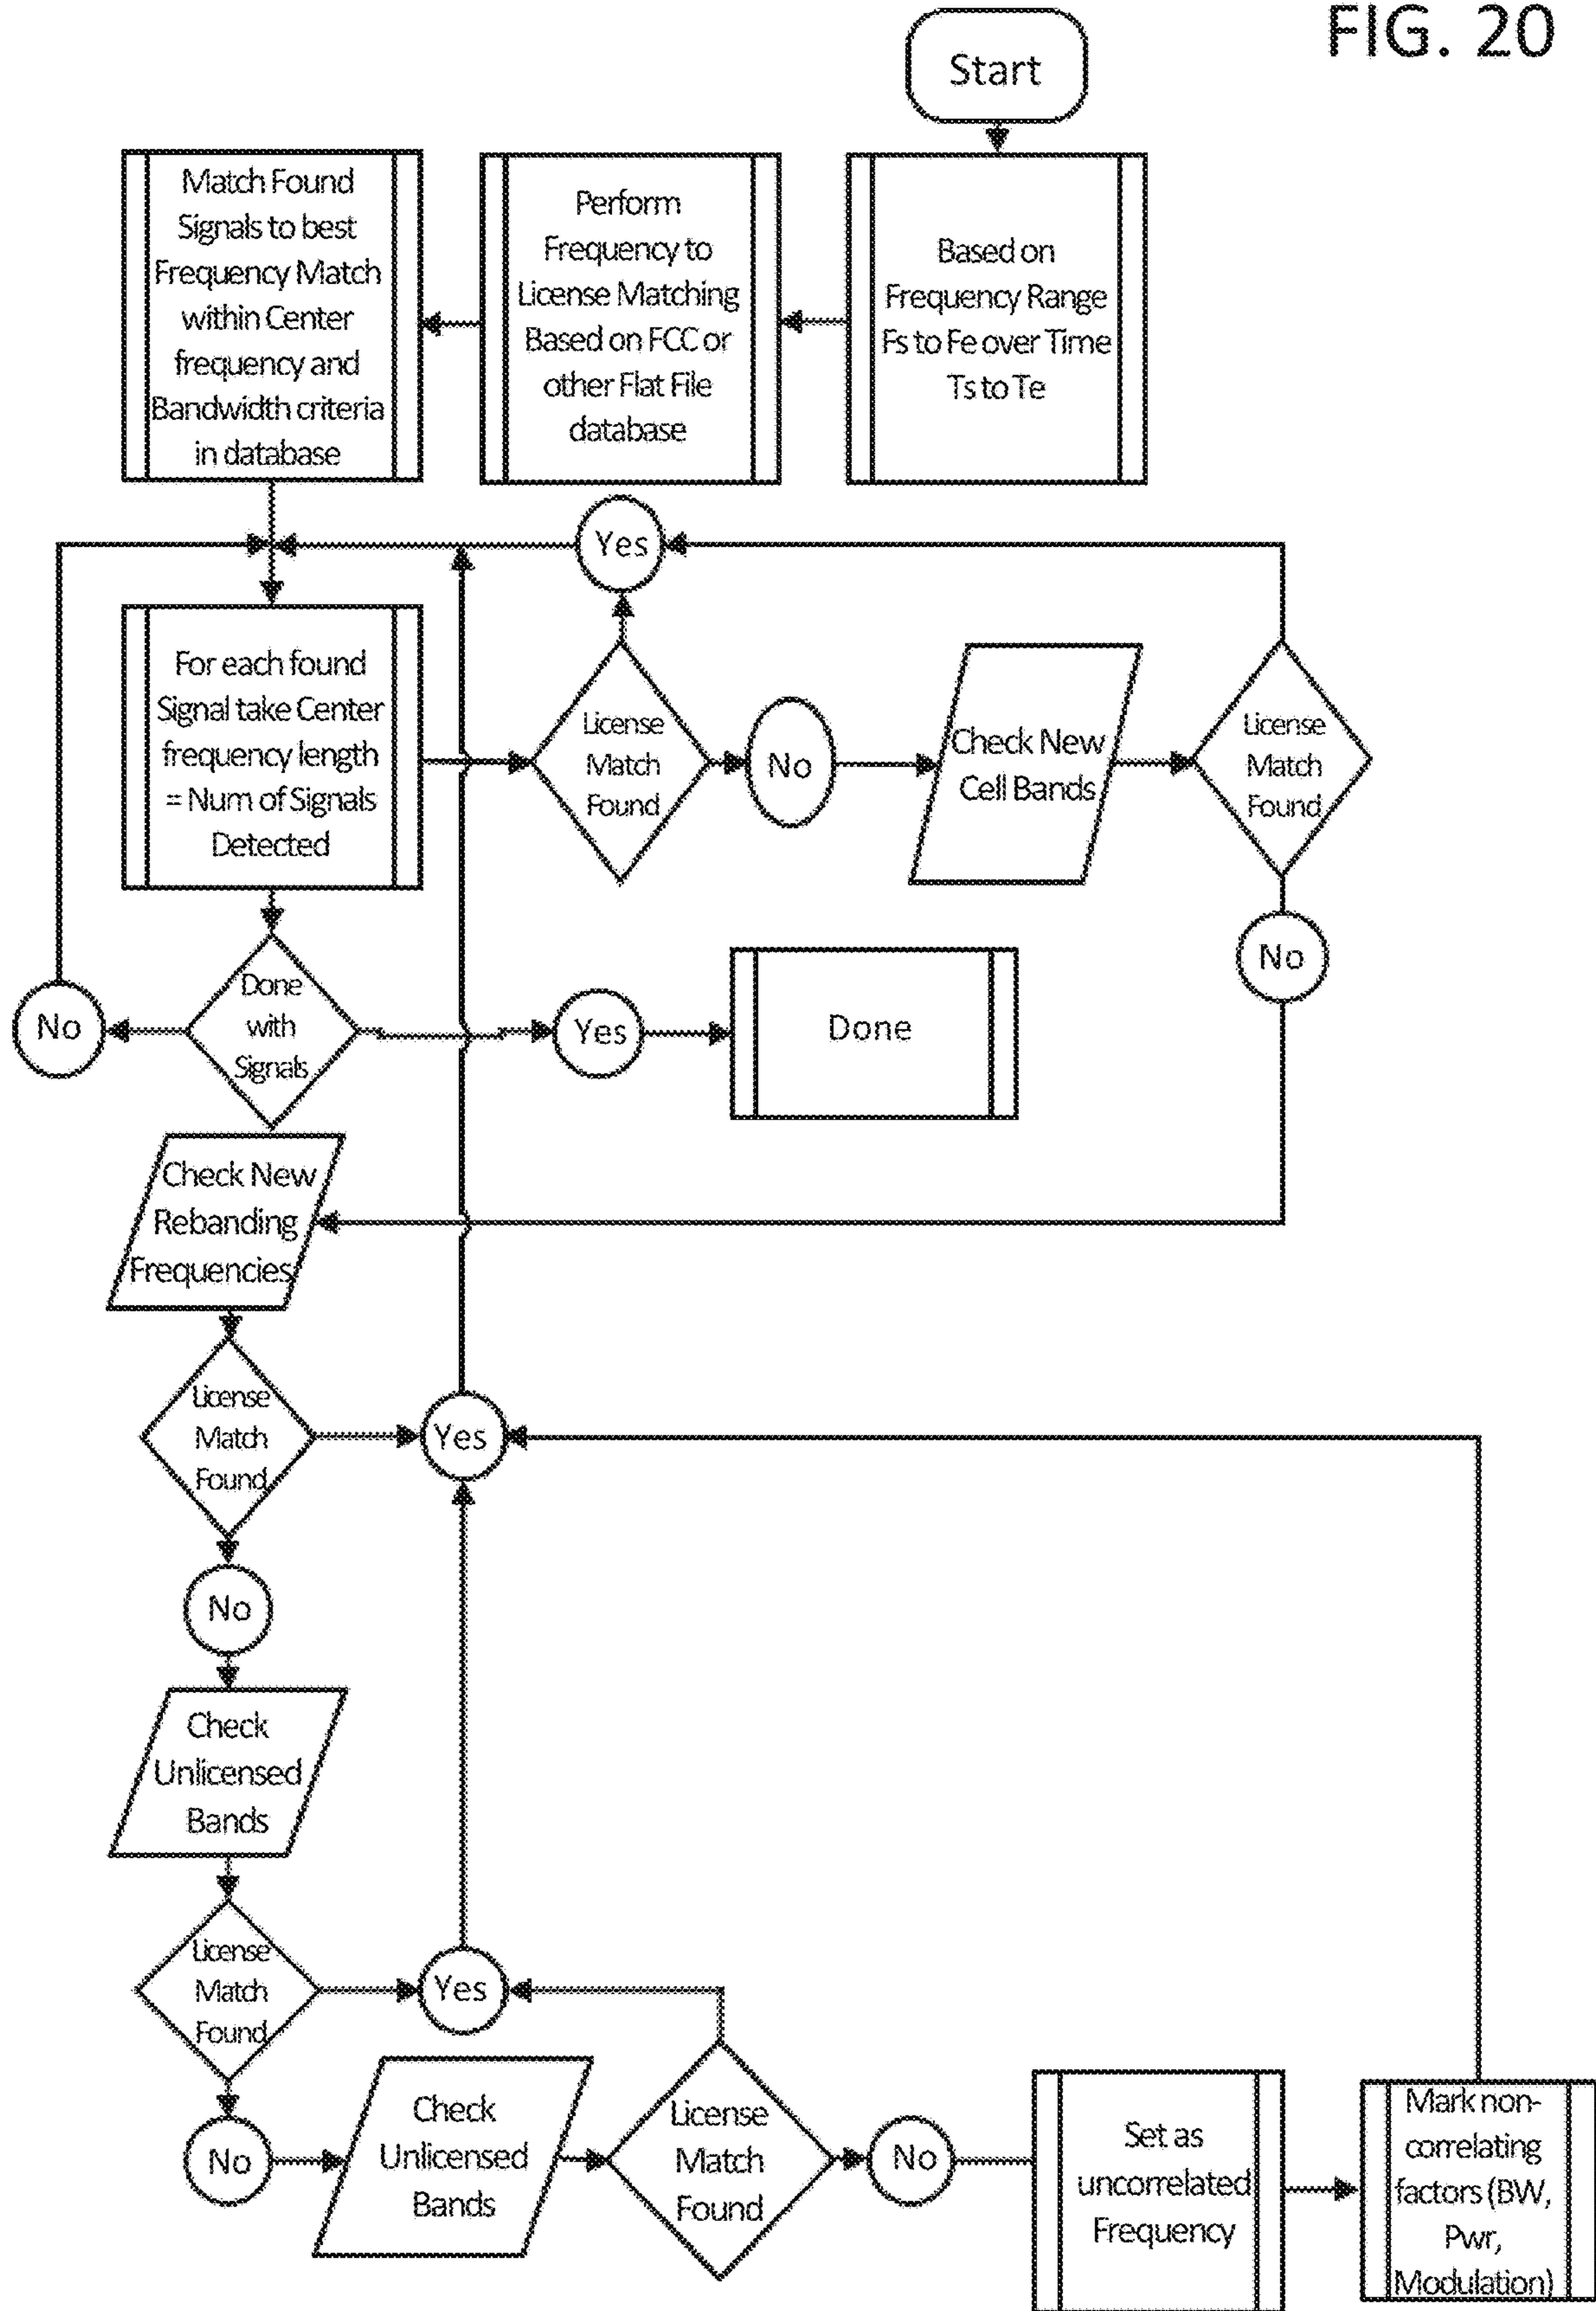 FIG. 20
Start
Match Found
Signals to best
Frequency Match
within Center
frequency and
Bandwidth criteria
in database
Perform
Frequency to
License Matching
Based on FCC or
other Flat File
database
Based on
Frequency Range
Fs to Fe over Time
Ts to Te
Yes
For each found
Signal take Center
frequency length
= Num of Signals
Detected
License
Match
Found
No
Check New
Cell Bands
License
Match
Found
No
No
Done
with
Signals
Yes
Done
Check New
Rebanding
Frequencies
License
Match
Found
Yes
No
Check
Unlicensed
Bands
License
Match
Found
Yes
No
Check
Unlicensed
Bands
License
Match
Found
No
Set as
uncorrelated
Frequency
Mark non-
correlating
factors (BW,
Pwr,
Modulation)